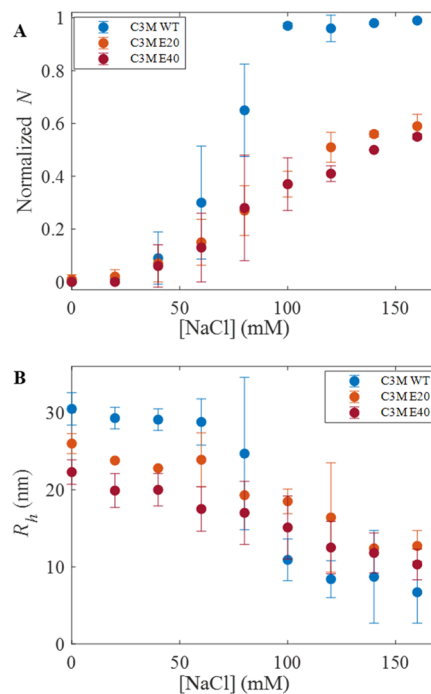 A
C3M WT
C3M E20
C3M E40
1
0.8
0.6
0.4
0.2
0
Normalized N
0 50 100 150
[NaCl] (mM)
B
C3M WT
C3M E20
C3M E40
30
20
10
0
R_h (nm)
0 50 100 150
[NaCl] (mM)